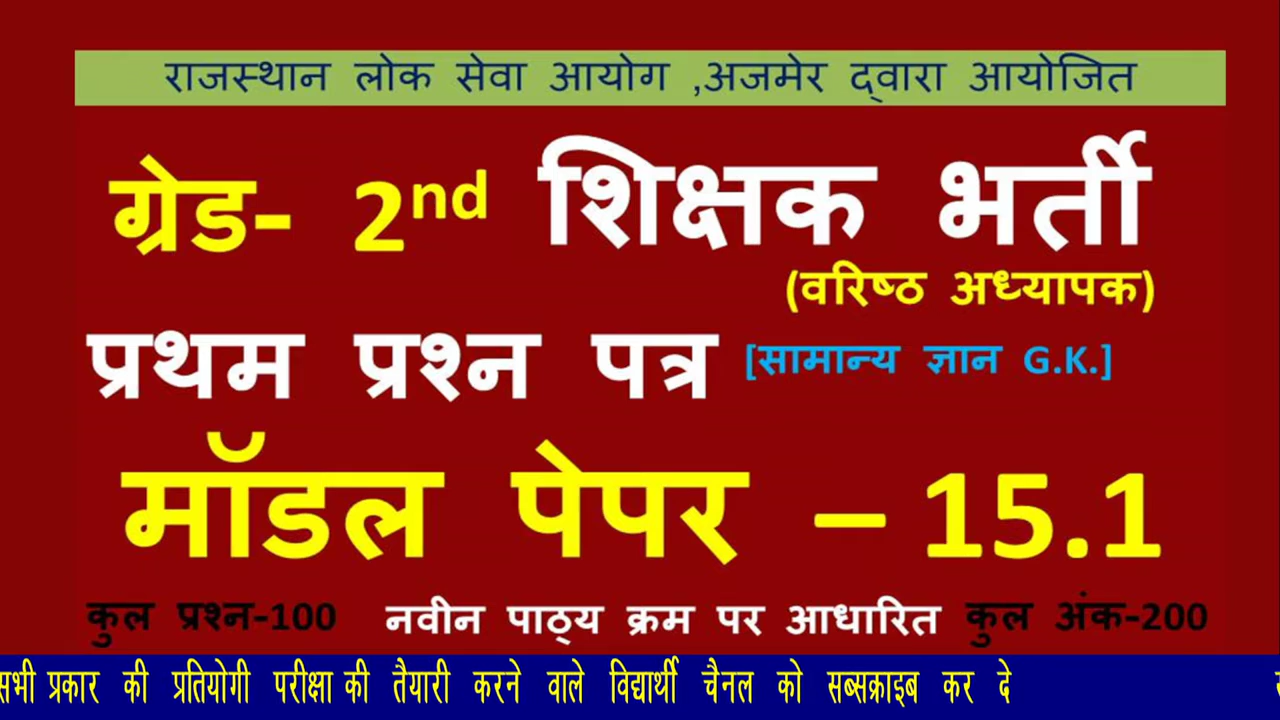 राजस्थान लोक सेवा आयोग ,अजमेर द्वारा आयोजित
ग्रेड- 2nd शिक्षक भर्ती
(वरिष्ठ अध्यापक)
प्रथम प्रश्न पत्र [सामान्य ज्ञान G.K.]
मॉडल पेपर – 15.1
कुल प्रश्न-100 नवीन पाठ्य क्रम पर आधारित कुल अंक-200
सभी प्रकार की प्रतियोगी परीक्षा की तैयारी करने वाले विद्यार्थी चैनल को सब्सक्राइब कर दे